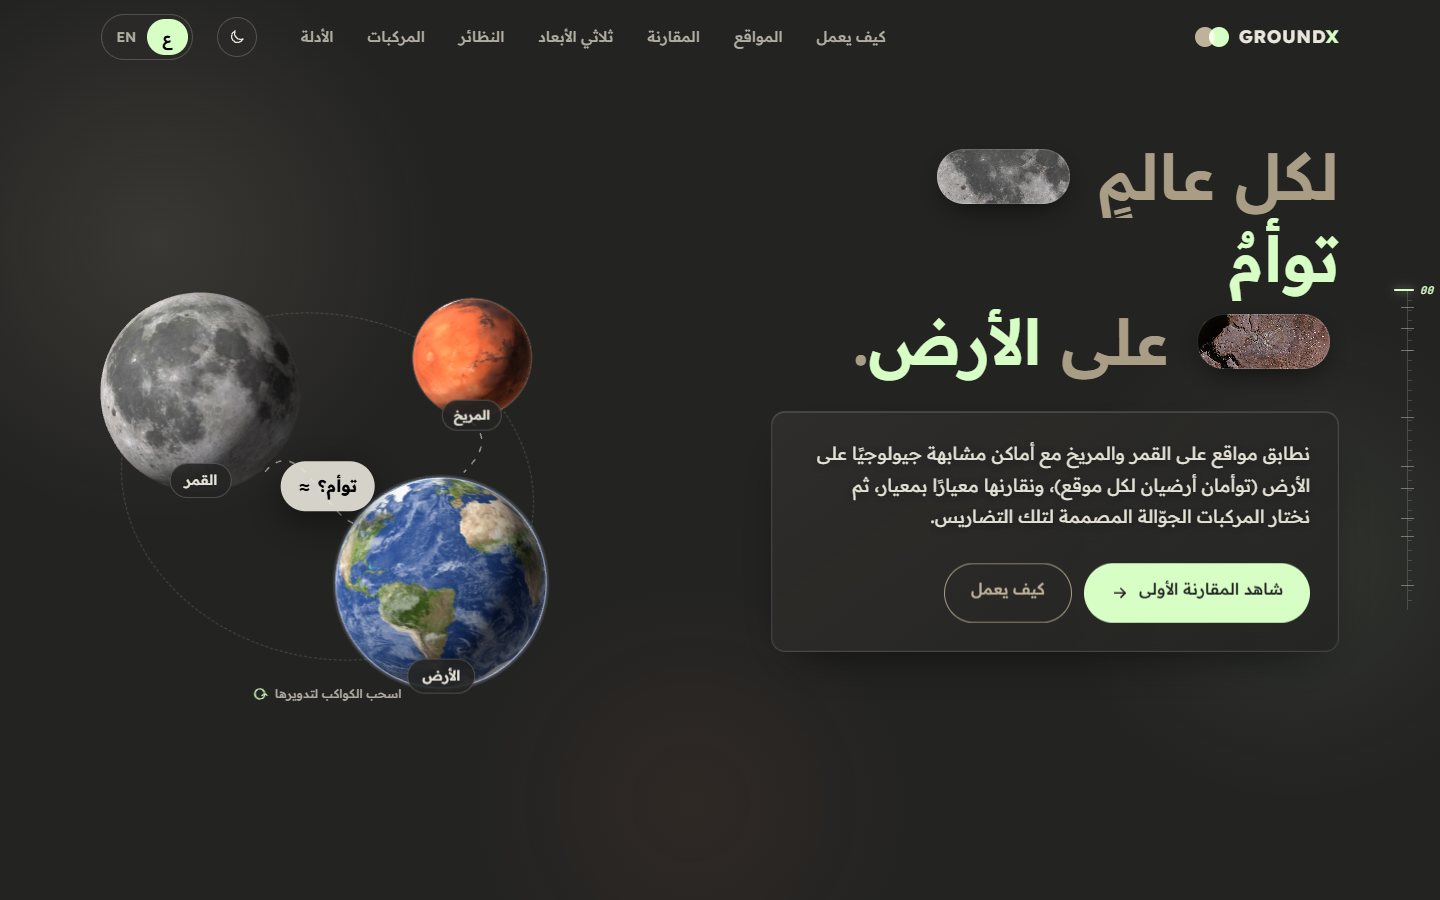 GROUNDX
كيف يعمل
المواقع
المقارنة
ثلاثي الأبعاد
النظائر
المركبات
الأدلة
ع
EN
لكل عالمٍ
توأمُ
على الأرض.
نطابق مواقع على القمر والمريخ مع أماكن مشابهة جيولوجيًا على
الأرض (توأمان أرضيان لكل موقع)، ونقارنها معيارًا بمعيار، ثم
نختار المركبات الجوّالة المصممة لتلك التضاريس.
شاهد المقارنة الأولى →
كيف يعمل
المريخ
القمر
توأم؟ ≈
الأرض
اسحب الكواكب لتدويرها
00